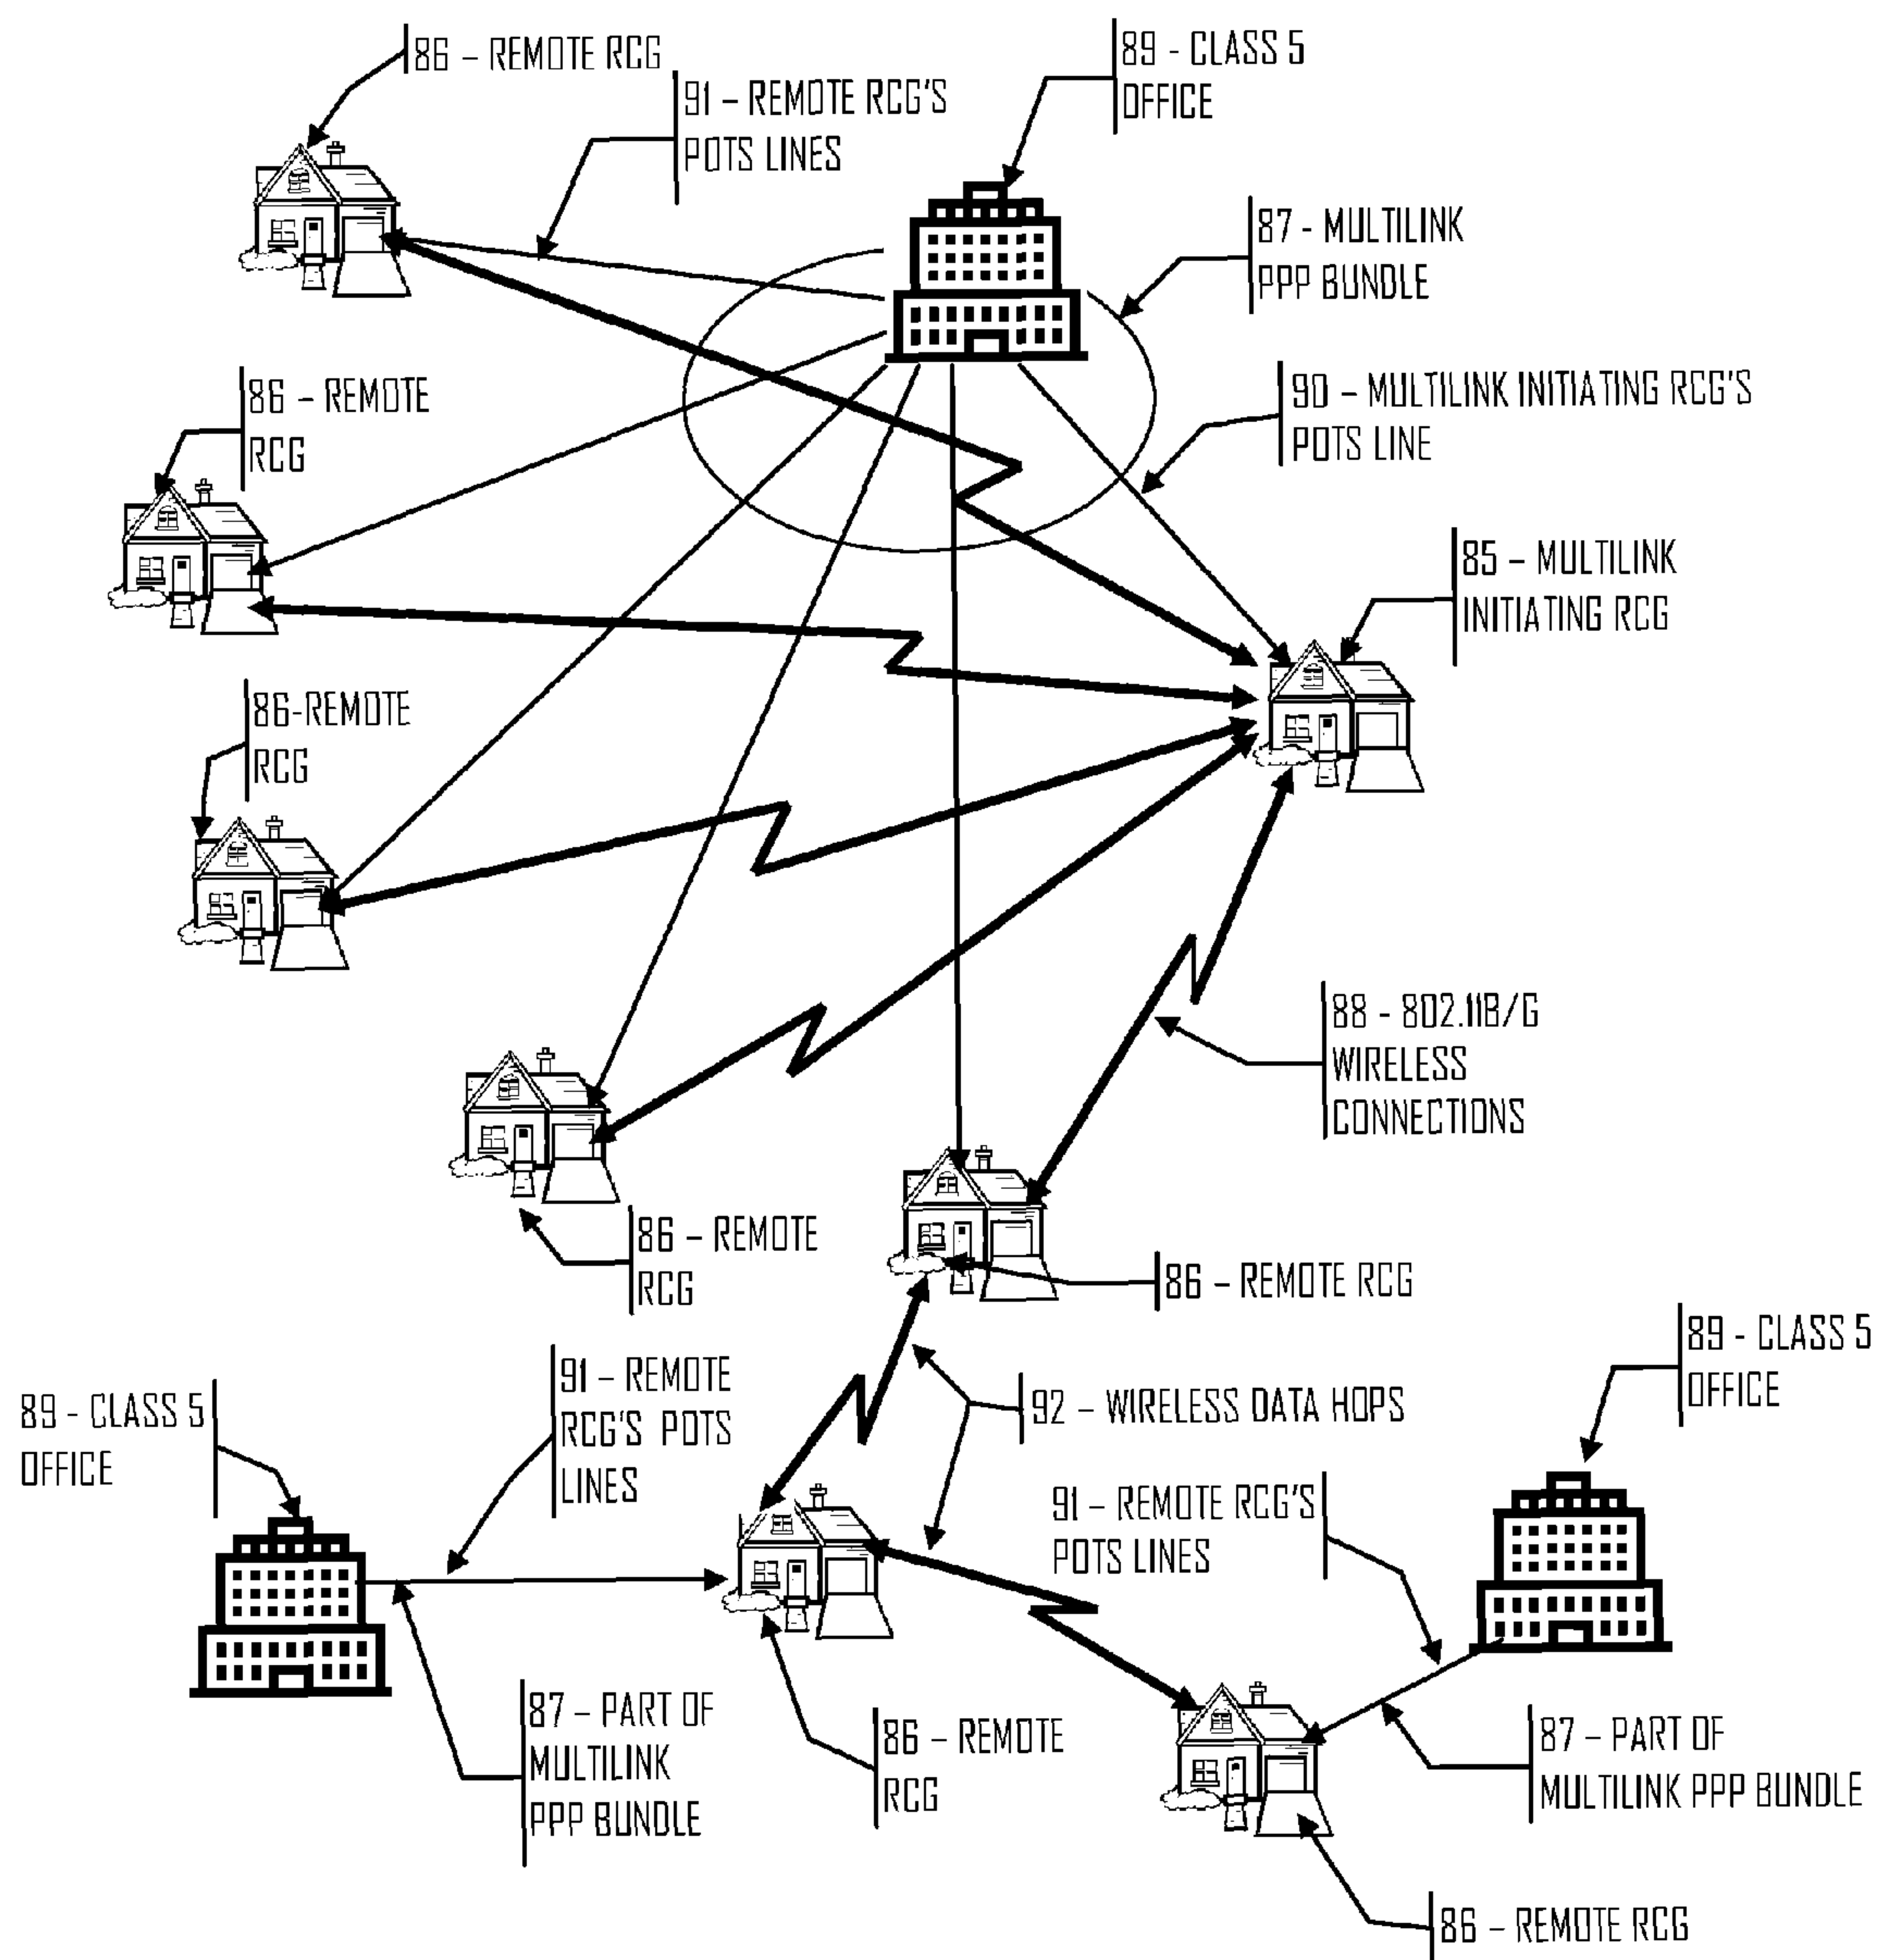 86 – REMOTE RCG
91 – REMOTE RCG'S
POTS LINES
89 - CLASS 5
OFFICE
87 - MULTILINK
PPP BUNDLE
86 – REMOTE
RCG
90 – MULTILINK INITIATING RCG'S
POTS LINE
85 – MULTILINK
INITIATING RCG
86-REMOTE
RCG
88 - 802.11B/G
WIRELESS
CONNECTIONS
86 – REMOTE
RCG
86 – REMOTE RCG
89 - CLASS 5
OFFICE
91 – REMOTE
RCG'S POTS
LINES
89 - CLASS 5
OFFICE
92 – WIRELESS DATA HOPS
91 – REMOTE RCG'S
POTS LINES
87 – PART OF
MULTILINK
PPP BUNDLE
86 – REMOTE
RCG
87 – PART OF
MULTILINK PPP BUNDLE
86 – REMOTE RCG